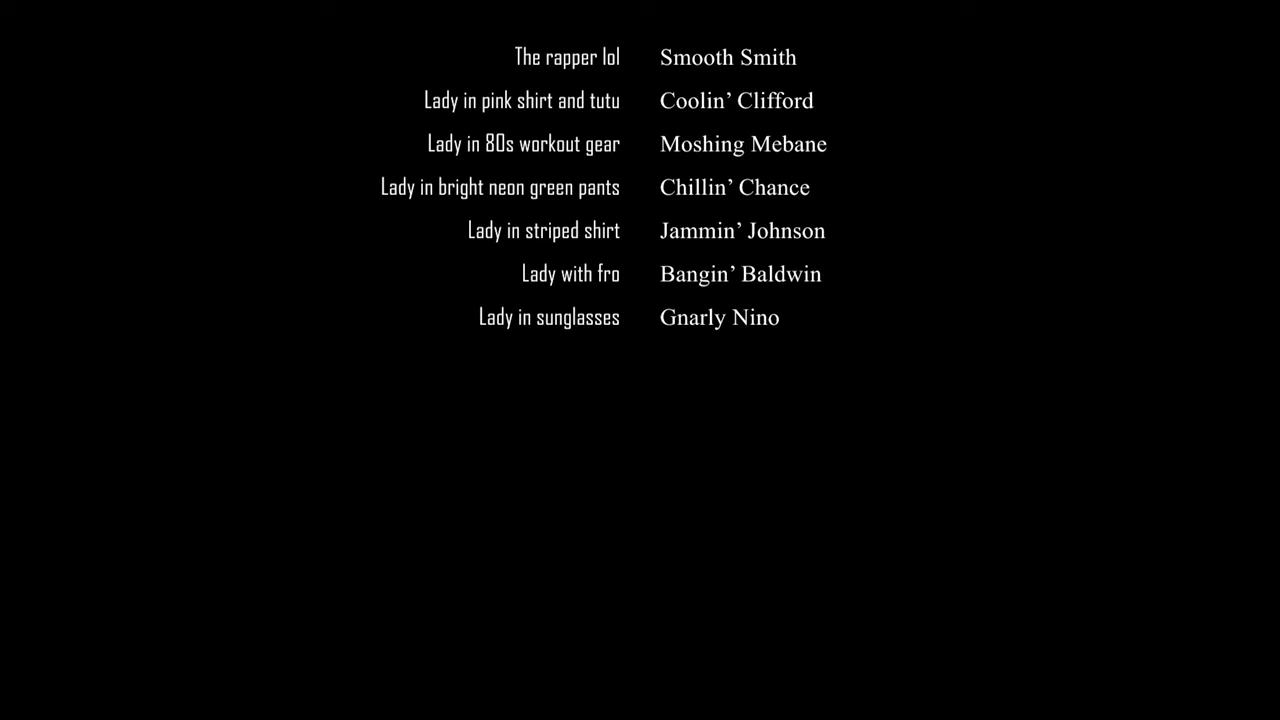 The rapper lol Smooth Smith
Lady in pink shirt and tutu Coolin’ Clifford
Lady in 80s workout gear Moshing Mebane
Lady in bright neon green pants Chillin’ Chance
Lady in striped shirt Jammin’ Johnson
Lady with fro Bangin’ Baldwin
Lady in sunglasses Gnarly Nino